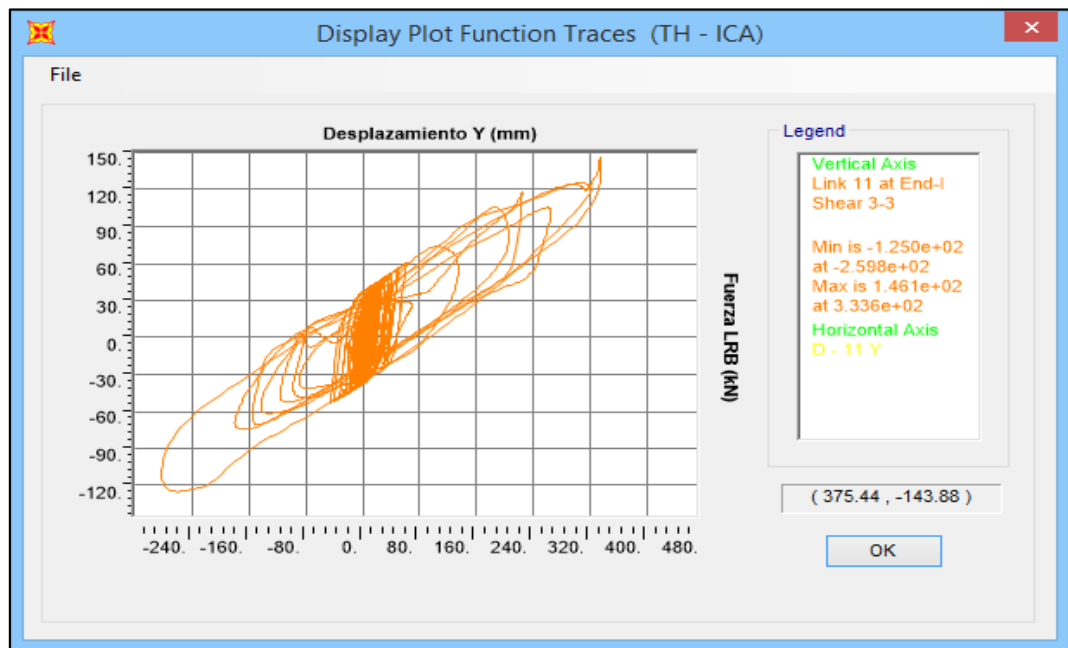 Display Plot Function Traces (TH - ICA)
File
Desplazamiento Y (mm)
150.
120.
90.
60.
30.
0.
-30.
-60.
-90.
-120.
-240. -160. -80. 0. 80. 160. 240. 320. 400. 480.
Fuerza LRB (kN)
Legend
Vertical Axis
Link 11 at End-I
Shear 3-3
Min is -1.250e+02
at -2.598e+02
Max is 1.461e+02
at 3.336e+02
Horizontal Axis
D - 11 Y
( 375.44 , -143.88 )
OK